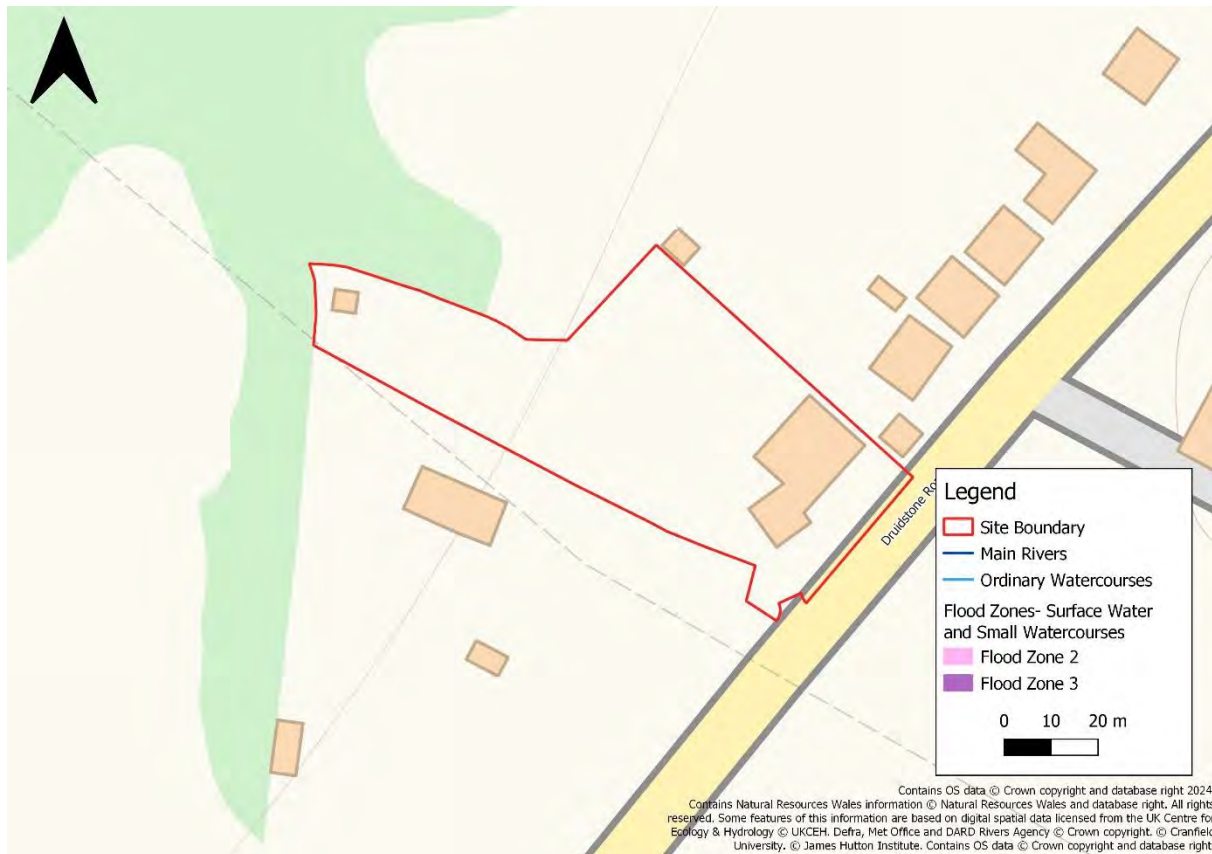 Druidstone Ro
Legend
Site Boundary
Main Rivers
Ordinary Watercourses
Flood Zones- Surface Water
and Small Watercourses
Flood Zone 2
Flood Zone 3
0 10 20 m
Contains OS data © Crown copyright and database right 2024
Contains Natural Resources Wales information © Natural Resources Wales and database right. All rights
reserved. Some features of this information are based on digital spatial data licensed from the UK Centre for
Ecology & Hydrology © UKCEH. Defra, Met Office and DARD Rivers Agency © Crown copyright. © Cranfield
University. © James Hutton Institute. Contains OS data © Crown copyright and database right